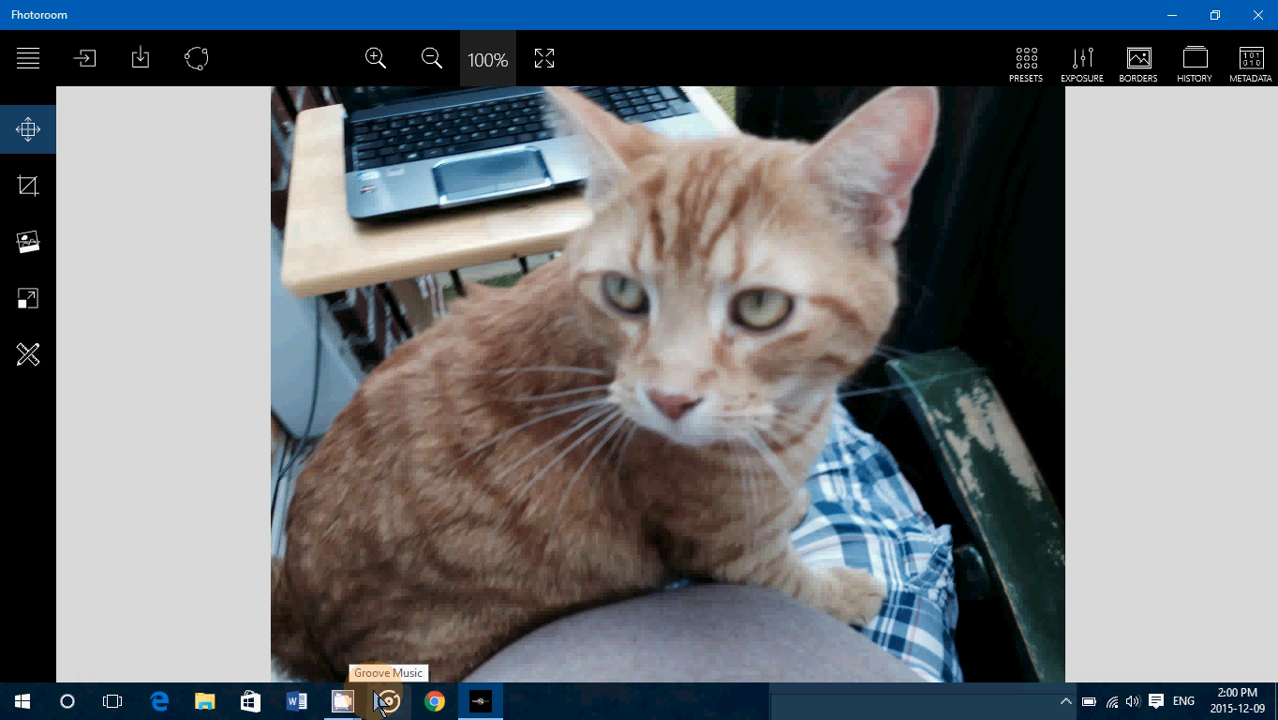 Fhotoroom
100%
PRESETS
EXPOSURE
BORDERS
HISTORY
METADATA
Groove Music
ENG
2:00 PM
2015-12-09